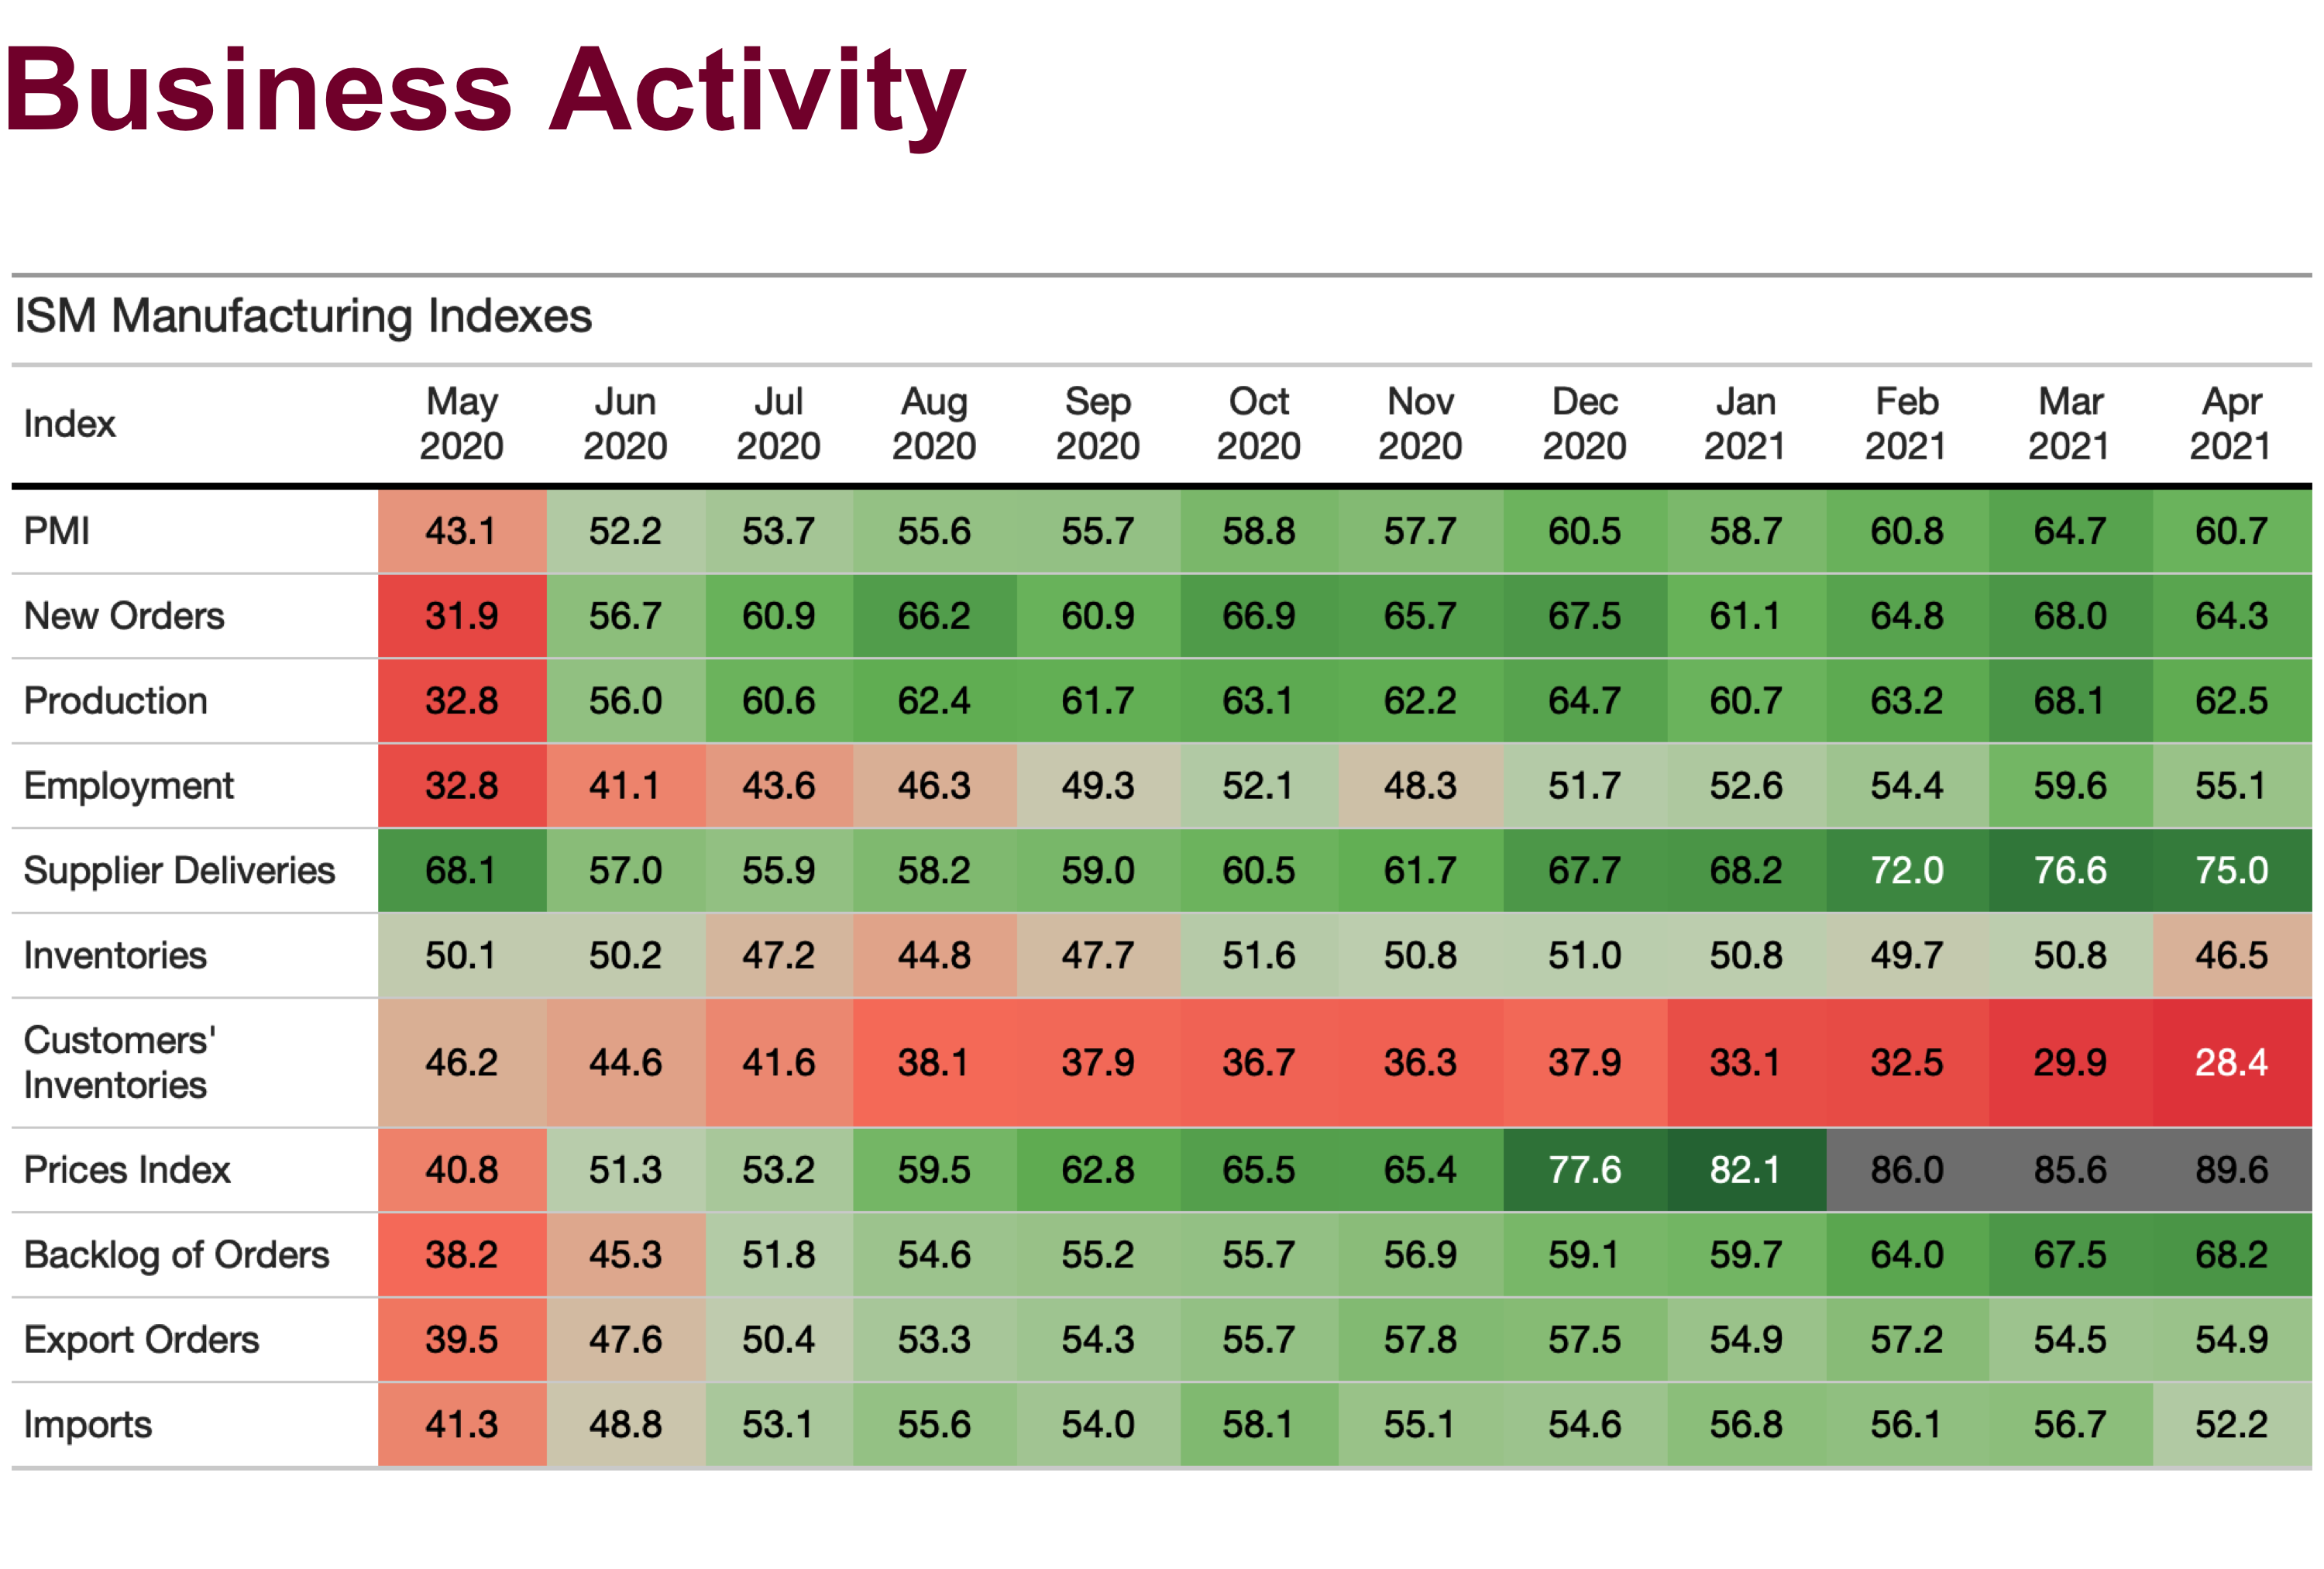 Business Activity
ISM Manufacturing Indexes
Index May 2020 Jun 2020 Jul 2020 Aug 2020 Sep 2020 Oct 2020 Nov 2020 Dec 2020 Jan 2021 Feb 2021 Mar 2021 Apr 2021
PMI 43.1 52.2 53.7 55.6 55.7 58.8 57.7 60.5 58.7 60.8 64.7 60.7
New Orders 31.9 56.7 60.9 66.2 60.9 66.9 65.7 67.5 61.1 64.8 68.0 64.3
Production 32.8 56.0 60.6 62.4 61.7 63.1 62.2 64.7 60.7 63.2 68.1 62.5
Employment 32.8 41.1 43.6 46.3 49.3 52.1 48.3 51.7 52.6 54.4 59.6 55.1
Supplier Deliveries 68.1 57.0 55.9 58.2 59.0 60.5 61.7 67.7 68.2 72.0 76.6 75.0
Inventories 50.1 50.2 47.2 44.8 47.7 51.6 50.8 51.0 50.8 49.7 50.8 46.5
Customers' Inventories 46.2 44.6 41.6 38.1 37.9 36.7 36.3 37.9 33.1 32.5 29.9 28.4
Prices Index 40.8 51.3 53.2 59.5 62.8 65.5 65.4 77.6 82.1 86.0 85.6 89.6
Backlog of Orders 38.2 45.3 51.8 54.6 55.2 55.7 56.9 59.1 59.7 64.0 67.5 68.2
Export Orders 39.5 47.6 50.4 53.3 54.3 55.7 57.8 57.5 54.9 57.2 54.5 54.9
Imports 41.3 48.8 53.1 55.6 54.0 58.1 55.1 54.6 56.8 56.1 56.7 52.2